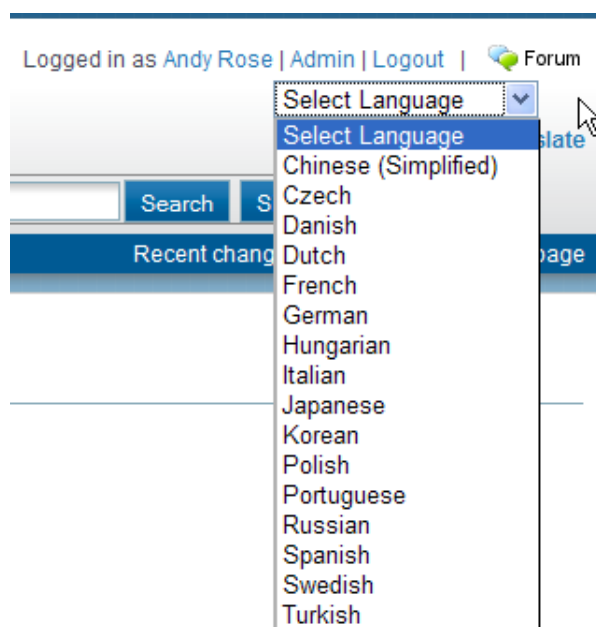 Logged in as Andy Rose | Admin | Logout | Forum
Select Language
Select Language
Chinese (Simplified)
Search
Czech
Danish
Recent
Dutch
French
German
Hungarian
Italian
Japanese
Korean
Polish
Portuguese
Russian
Spanish
Swedish
Turkish